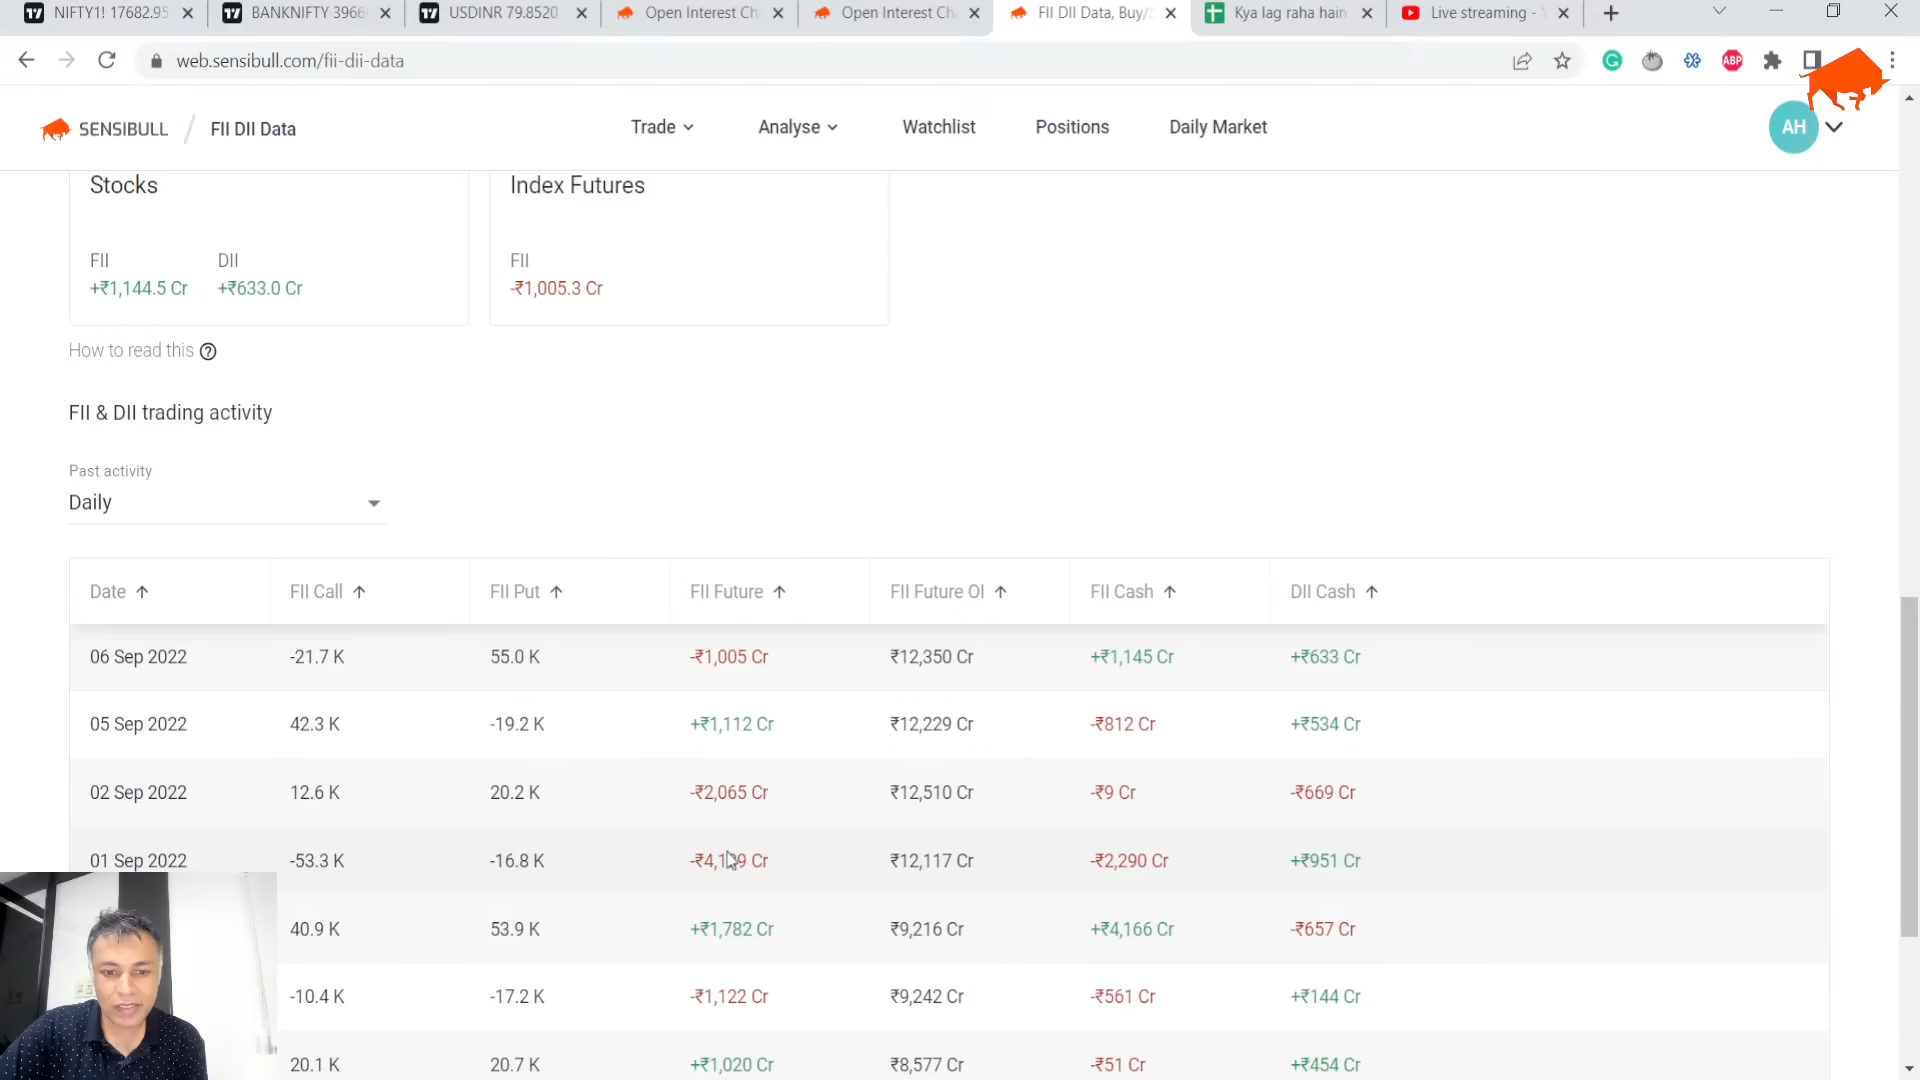 NIFTY1! 17682.95
BANKNIFTY 3966
USDINR 79.8520
Open Interest Ch
Open Interest Ch
FII DII Data, Buy/S
Kya lag raha hain
Live streaming - Y
web.sensibull.com/fii-dii-data
ABP
SENSIBULL / FII DII Data Trade Analyse Watchlist Positions Daily Market AH
Stocks Index Futures
FII DII FII
+₹1,144.5 Cr +₹633.0 Cr -₹1,005.3 Cr
How to read this ?
FII & DII trading activity
Past activity
Daily
Date ↑ FII Call ↑ FII Put ↑ FII Future ↑ FII Future OI ↑ FII Cash ↑ DII Cash ↑
06 Sep 2022 -21.7 K 55.0 K -₹1,005 Cr ₹12,350 Cr +₹1,145 Cr +₹633 Cr
05 Sep 2022 42.3 K -19.2 K +₹1,112 Cr ₹12,229 Cr -₹812 Cr +₹534 Cr
02 Sep 2022 12.6 K 20.2 K -₹2,065 Cr ₹12,510 Cr -₹9 Cr -₹669 Cr
01 Sep 2022 -53.3 K -16.8 K Cr ₹12,117 Cr -₹2,290 Cr +₹951 Cr
40.9 K 53.9 K +₹1,782 Cr ₹9,216 Cr +₹4,166 Cr -₹657 Cr
-10.4 K -17.2 K -₹1,122 Cr ₹9,242 Cr -₹561 Cr +₹144 Cr
20.1 K 20.7 K +₹1,020 Cr ₹8,577 Cr -₹51 Cr +₹454 Cr